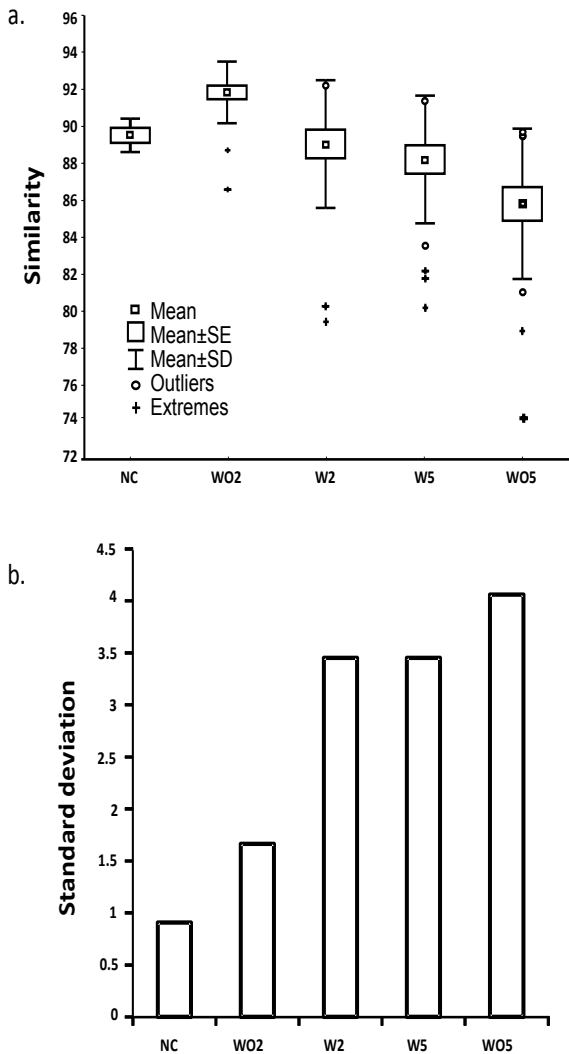 a.
96
94
92
90
88
86
84
82
80
78
76
74
72
Similarity
Mean
Mean±SE
Mean±SD
Outliers
Extremes
NC WO2 W2 W5 WO5
b.
4.5
4
3.5
3
2.5
2
1.5
1
0.5
0
Standard deviation
NC WO2 W2 W5 WO5